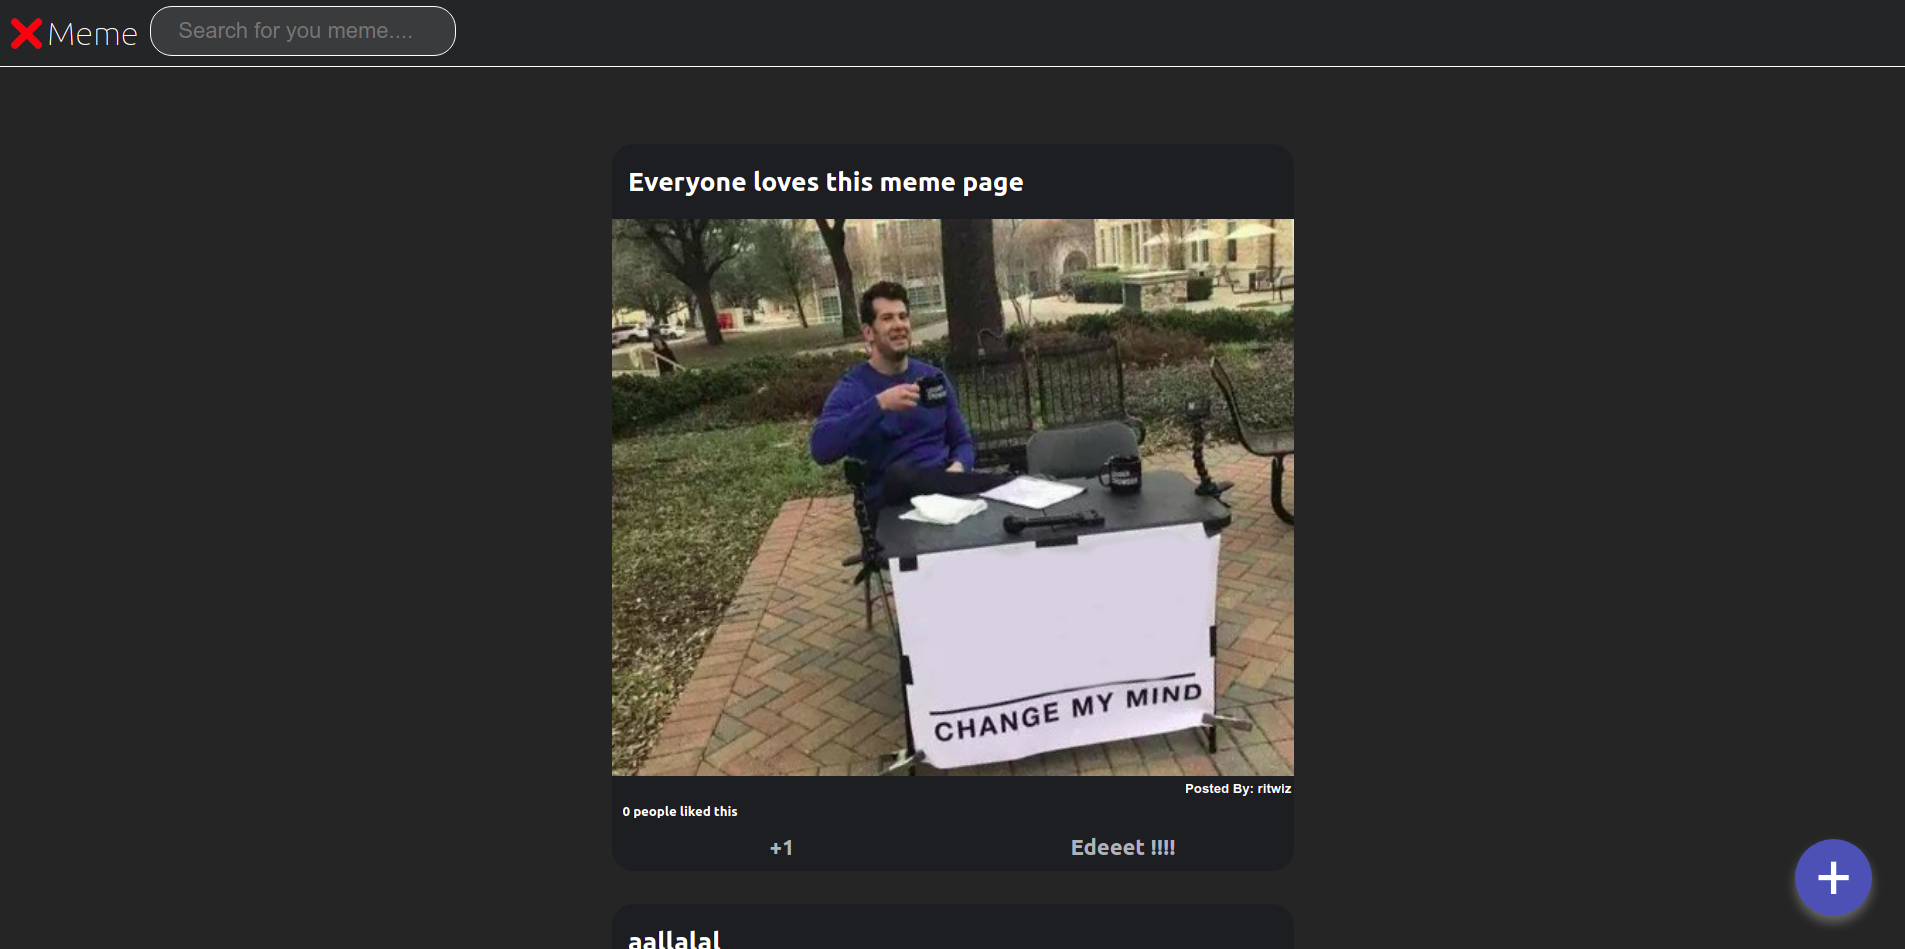 Meme
Search for you meme....
Everyone loves this meme page
CHANGE MY MIND
Posted By: ritwiz
0 people liked this
+1
Edeeet !!!!
aallalal